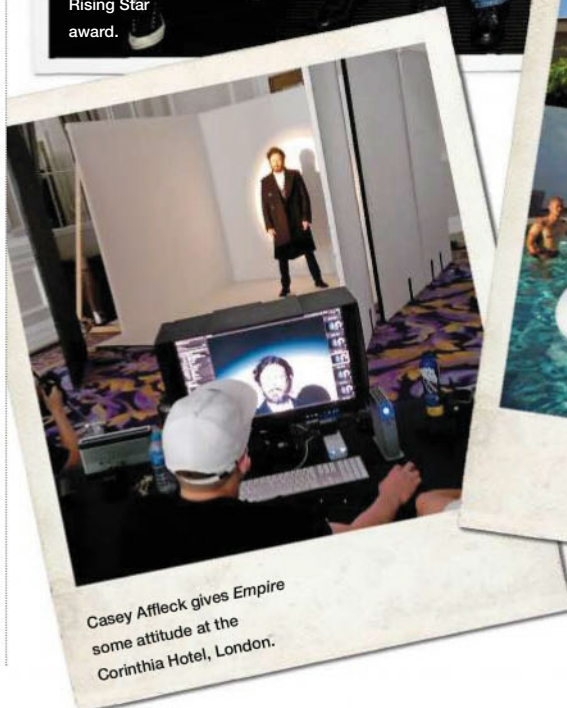 Rising Star
award.
Casey Affleck gives Empire
some attitude at the
Corinthia Hotel, London.